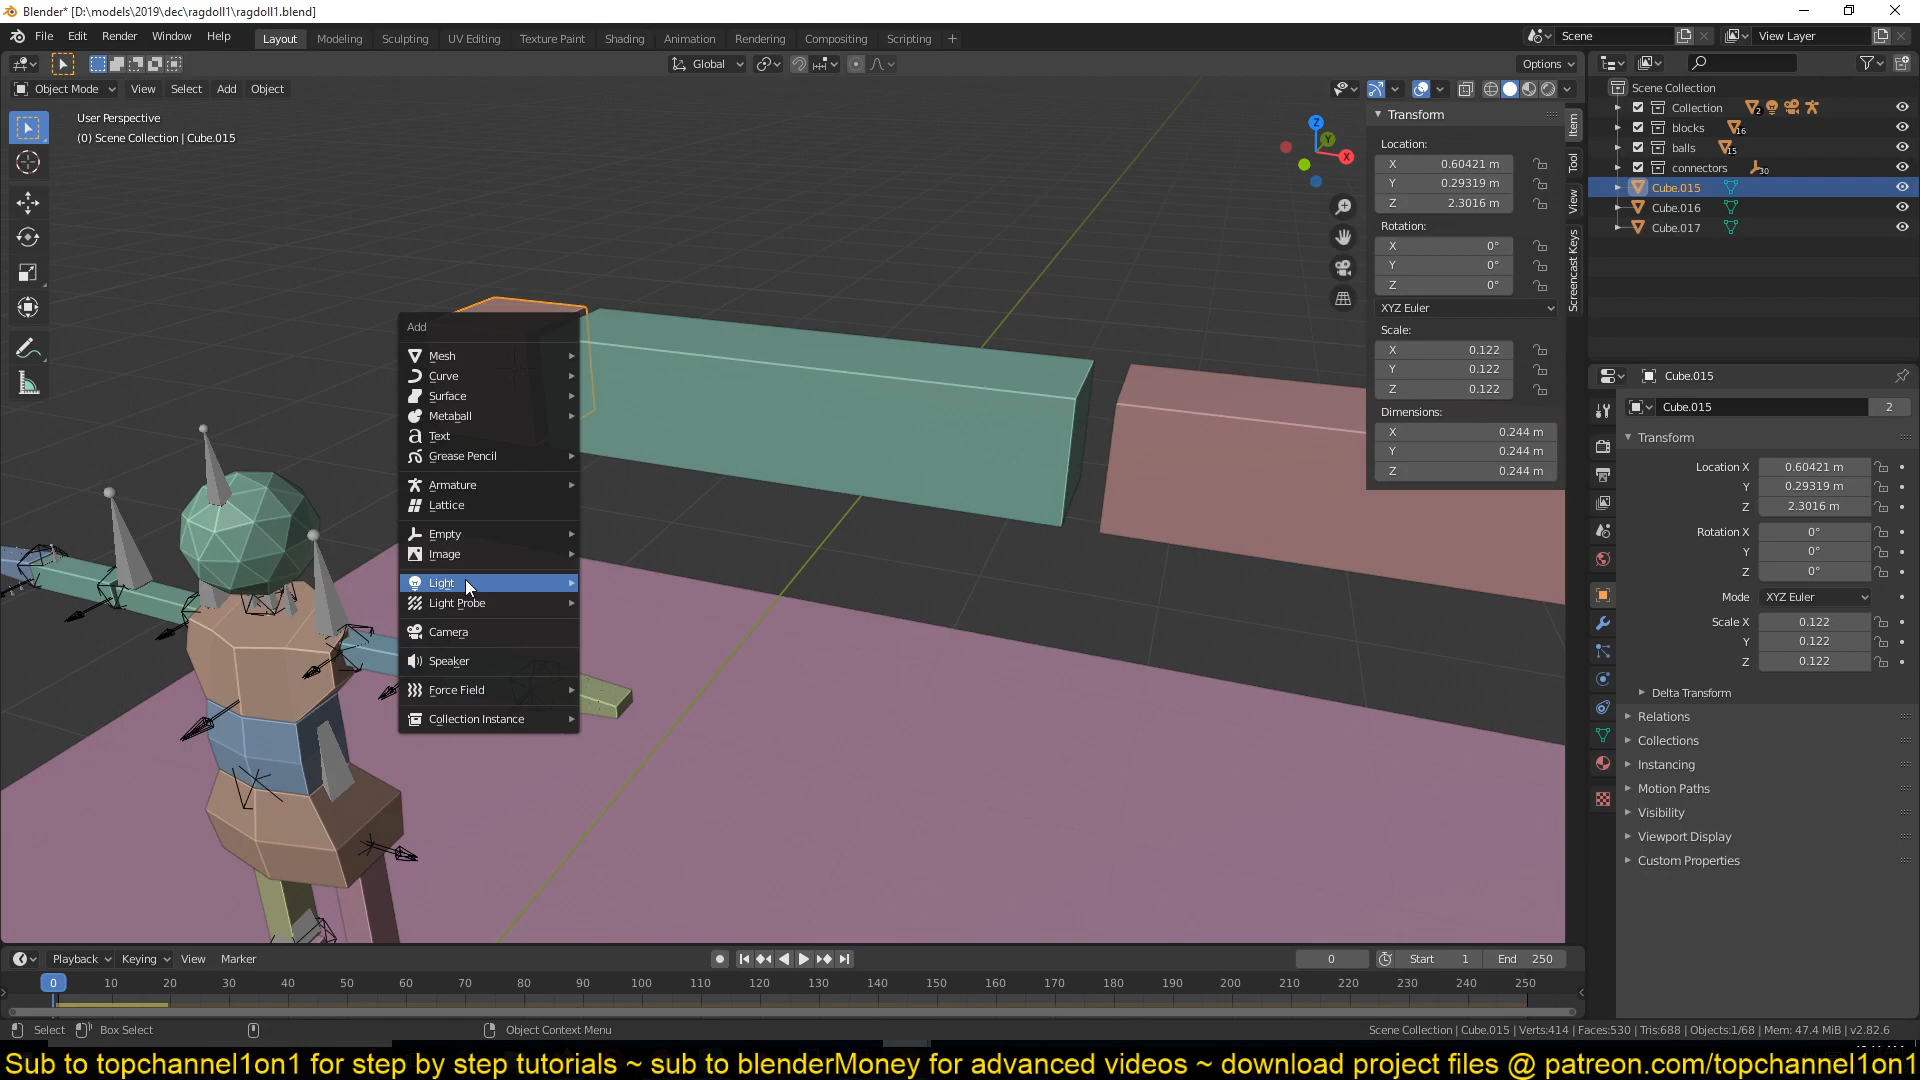 Blender* [D:\models\2019\dec\ragdoll1\ragdoll1.blend]
File Edit Render Window Help Layout Modeling Sculpting UV Editing Texture Paint Shading Animation Rendering Compositing Scripting + Scene View Layer
Global Options
Object Mode View Select Add Object
User Perspective
(0) Scene Collection | Cube.015
Z
Y
X
Transform
Location:
X 0.60421 m
Y 0.29319 m
Z 2.3016 m
Rotation:
X 0°
Y 0°
Z 0°
XYZ Euler
Scale:
X 0.122
Y 0.122
Z 0.122
Dimensions:
X 0.244 m
Y 0.244 m
Z 0.244 m
Item
Tool
View
Screencast Keys
Add
Mesh
Curve
Surface
Metaball
Text
Grease Pencil
Armature
Lattice
Empty
Image
Light
Light Probe
Camera
Speaker
Force Field
Collection Instance
Scene Collection
Collection 2
blocks 16
balls 15
connectors 30
Cube.015
Cube.016
Cube.017
Cube.015
Cube.015 2
Transform
Location X 0.60421 m
Y 0.29319 m
Z 2.3016 m
Rotation X 0°
Y 0°
Z 0°
Mode XYZ Euler
Scale X 0.122
Y 0.122
Z 0.122
Delta Transform
Relations
Collections
Instancing
Motion Paths
Visibility
Viewport Display
Custom Properties
Playback Keying View Marker 0 Start 1 End 250
0 10 20 30 40 50 60 70 80 90 100 110 120 130 140 150 160 170 180 190 200 210 220 230 240 250
Select Box Select Object Context Menu Scene Collection | Cube.015 | Verts:414 | Faces:530 | Tris:688 | Objects:1/68 | Mem: 47.4 MiB | v2.82.6
Sub to topchannel1on1 for step by step tutorials ~ sub to blenderMoney for advanced videos ~ download project files @ patreon.com/topchannel1on1